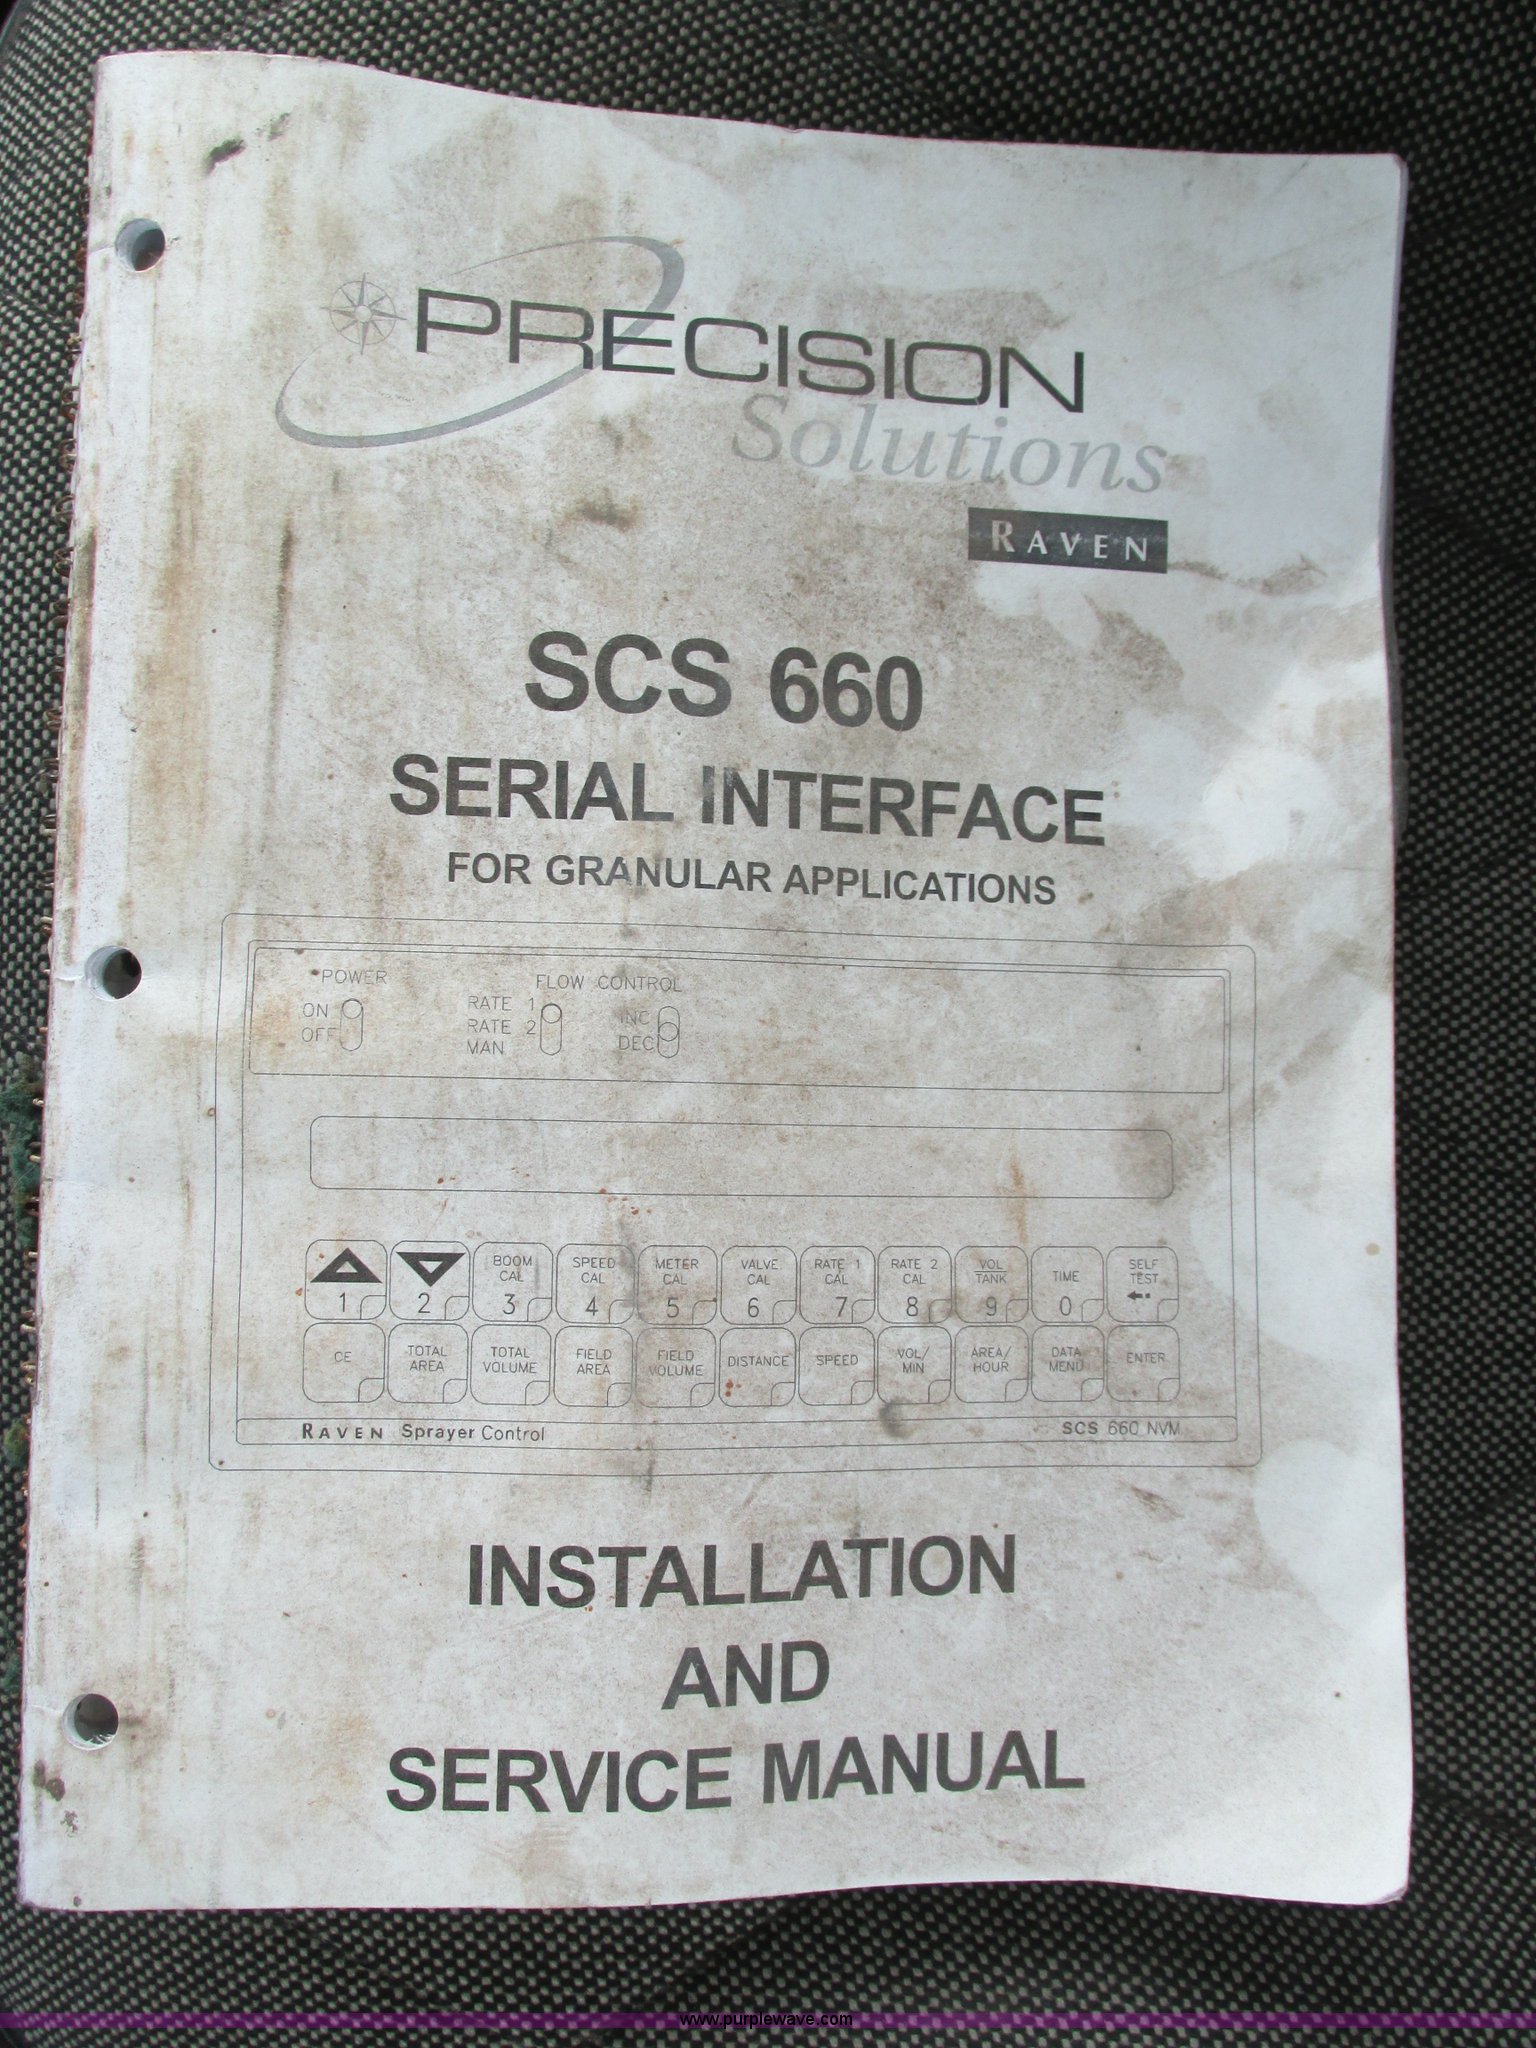 PRECISION
Solutions
RAVEN
SCS 660
SERIAL INTERFACE
FOR GRANULAR APPLICATIONS
POWER
ON
OFF
FLOW CONTROL
RATE 1
RATE 2
MAN
INC
DEC
1
2
BOOM CAL 3
SPEED CAL 4
METER CAL 5
VALVE CAL 6
RATE 1 CAL 7
RATE 2 CAL 8
VOL TANK 9
TIME 0
SELF TEST
CE
TOTAL AREA
TOTAL VOLUME
FIELD AREA
FIELD VOLUME
DISTANCE
SPEED
VOL/ MIN
AREA/ HOUR
DATA MENU
ENTER
RAVEN Sprayer Control
SCS 660 NVM
INSTALLATION
AND
SERVICE MANUAL
www.purplewave.com